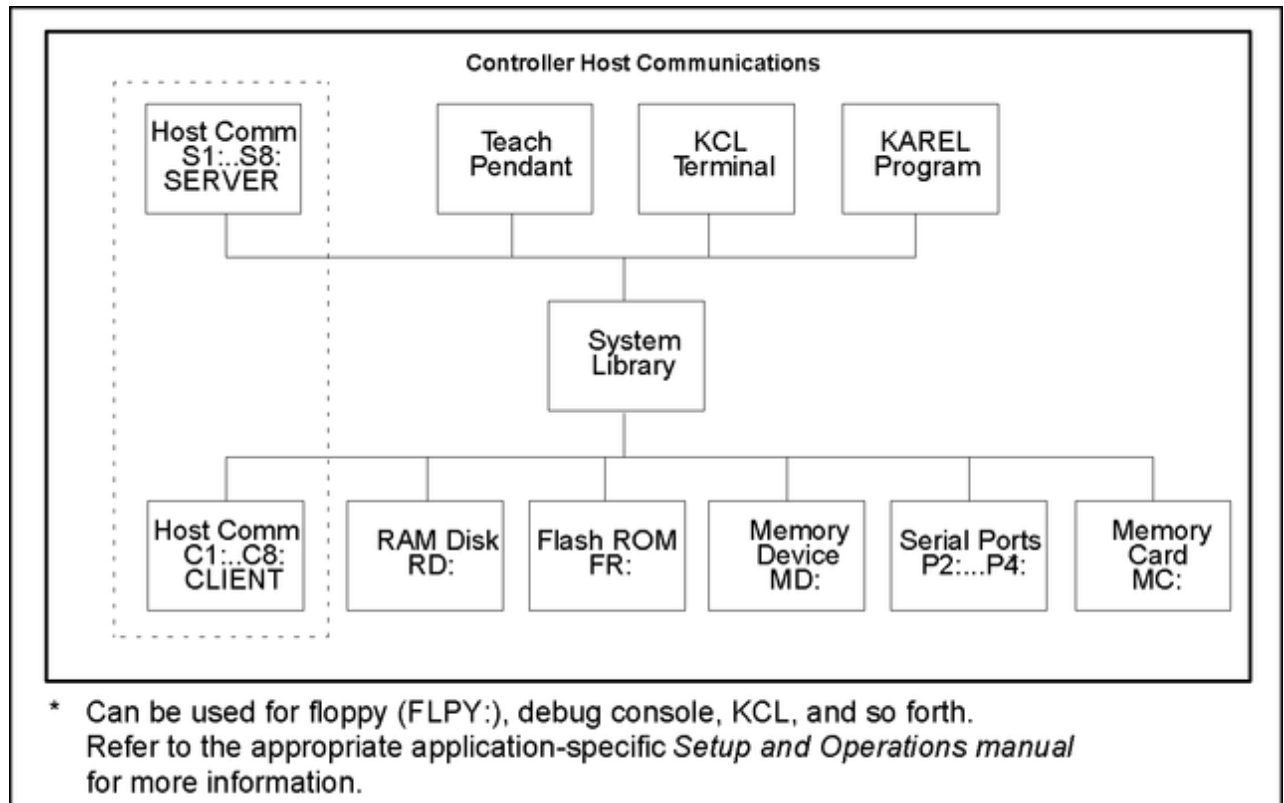 Controller Host Communications
Host Comm
S1:..S8:
SERVER
Teach
Pendant
KCL
Terminal
KAREL
Program
System
Library
Host Comm
C1:..C8:
CLIENT
RAM Disk
RD:
Flash ROM
FR:
Memory
Device
MD:
Serial Ports
P2:...P4:
Memory
Card
MC:
* Can be used for floppy (FLPY:), debug console, KCL, and so forth.
Refer to the appropriate application-specific Setup and Operations manual
for more information.